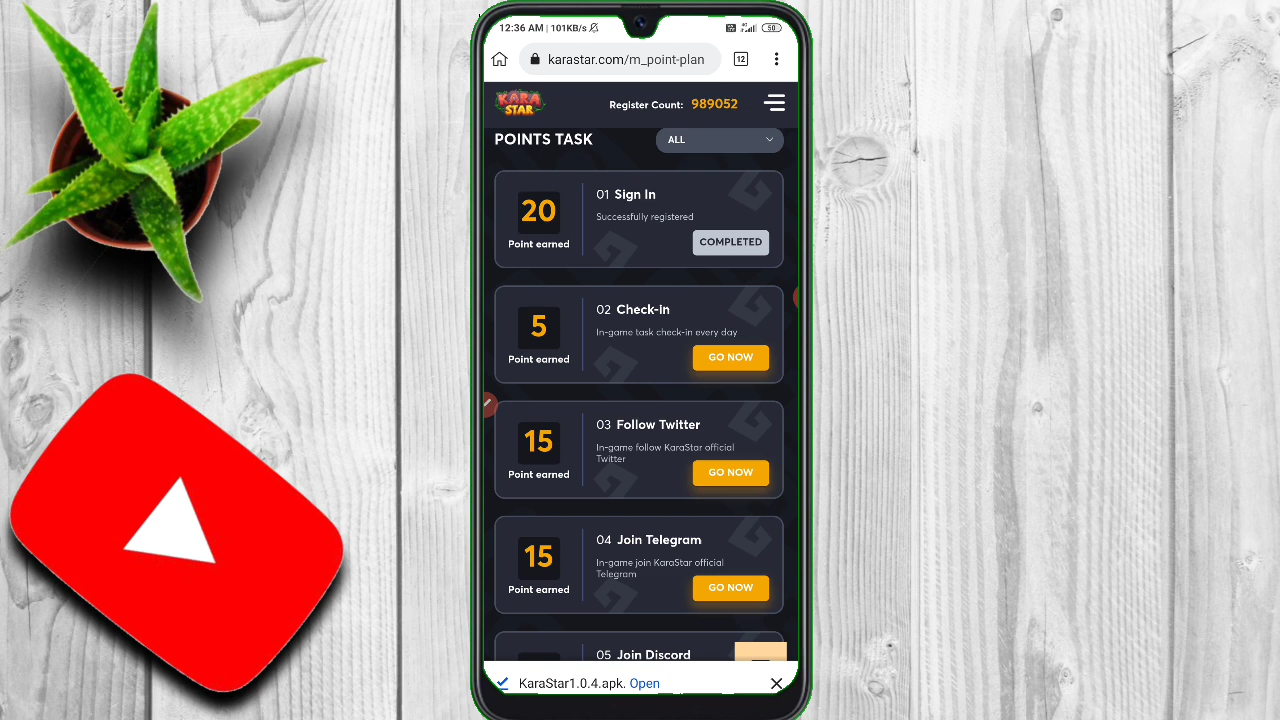 12:36 AM | 101KB/s
4G
50
karastar.com/m_point-plan
12
KARA
STAR
Register Count: 989052
POINTS TASK
ALL
20
Point earned
01 Sign In
Successfully registered
COMPLETED
5
Point earned
02 Check-in
In-game task check-in every day
GO NOW
15
Point earned
03 Follow Twitter
In-game follow KaraStar official
Twitter
GO NOW
15
Point earned
04 Join Telegram
In-game join KaraStar official
Telegram
GO NOW
05 Join Discord
KaraStar1.0.4.apk. Open